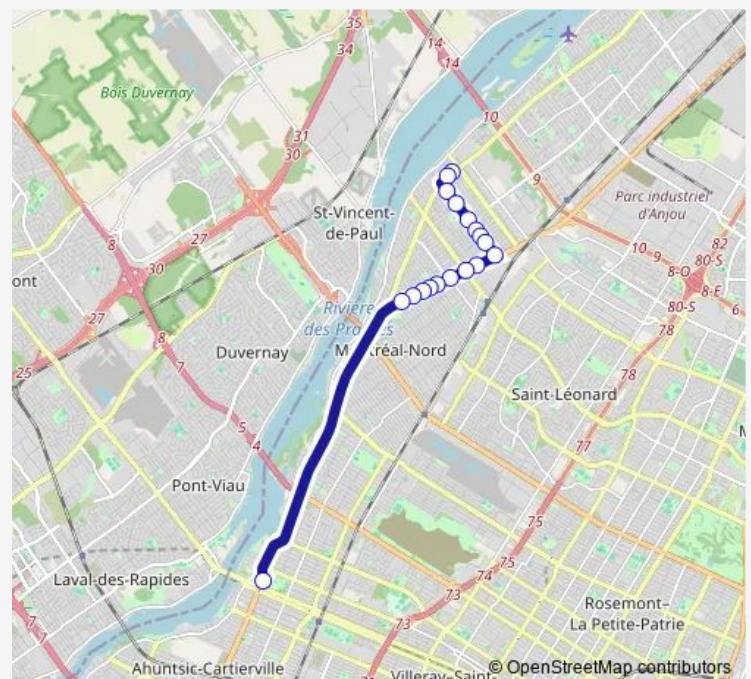 35
34
14
14
Bois Duvernay
10
31
30
9
Parc industriel
d'Anjou
St-Vincent-
de-Paul
8
27
10
9
82
80-S
30
8-O
8-E
80-S
6
ont
27
Rivière
des Prairies
78
8
Duvernay
Montréal-Nord
7
25
78
Saint-Léonard
5
4
77
Pont-Viau
75
75
Laval-des-Rapides
74
73
Rosemont–
La Petite-Patrie
7
1
73
Ahuntsic-Cartierville
Villeray–Saint-
© OpenStreetMap contributors